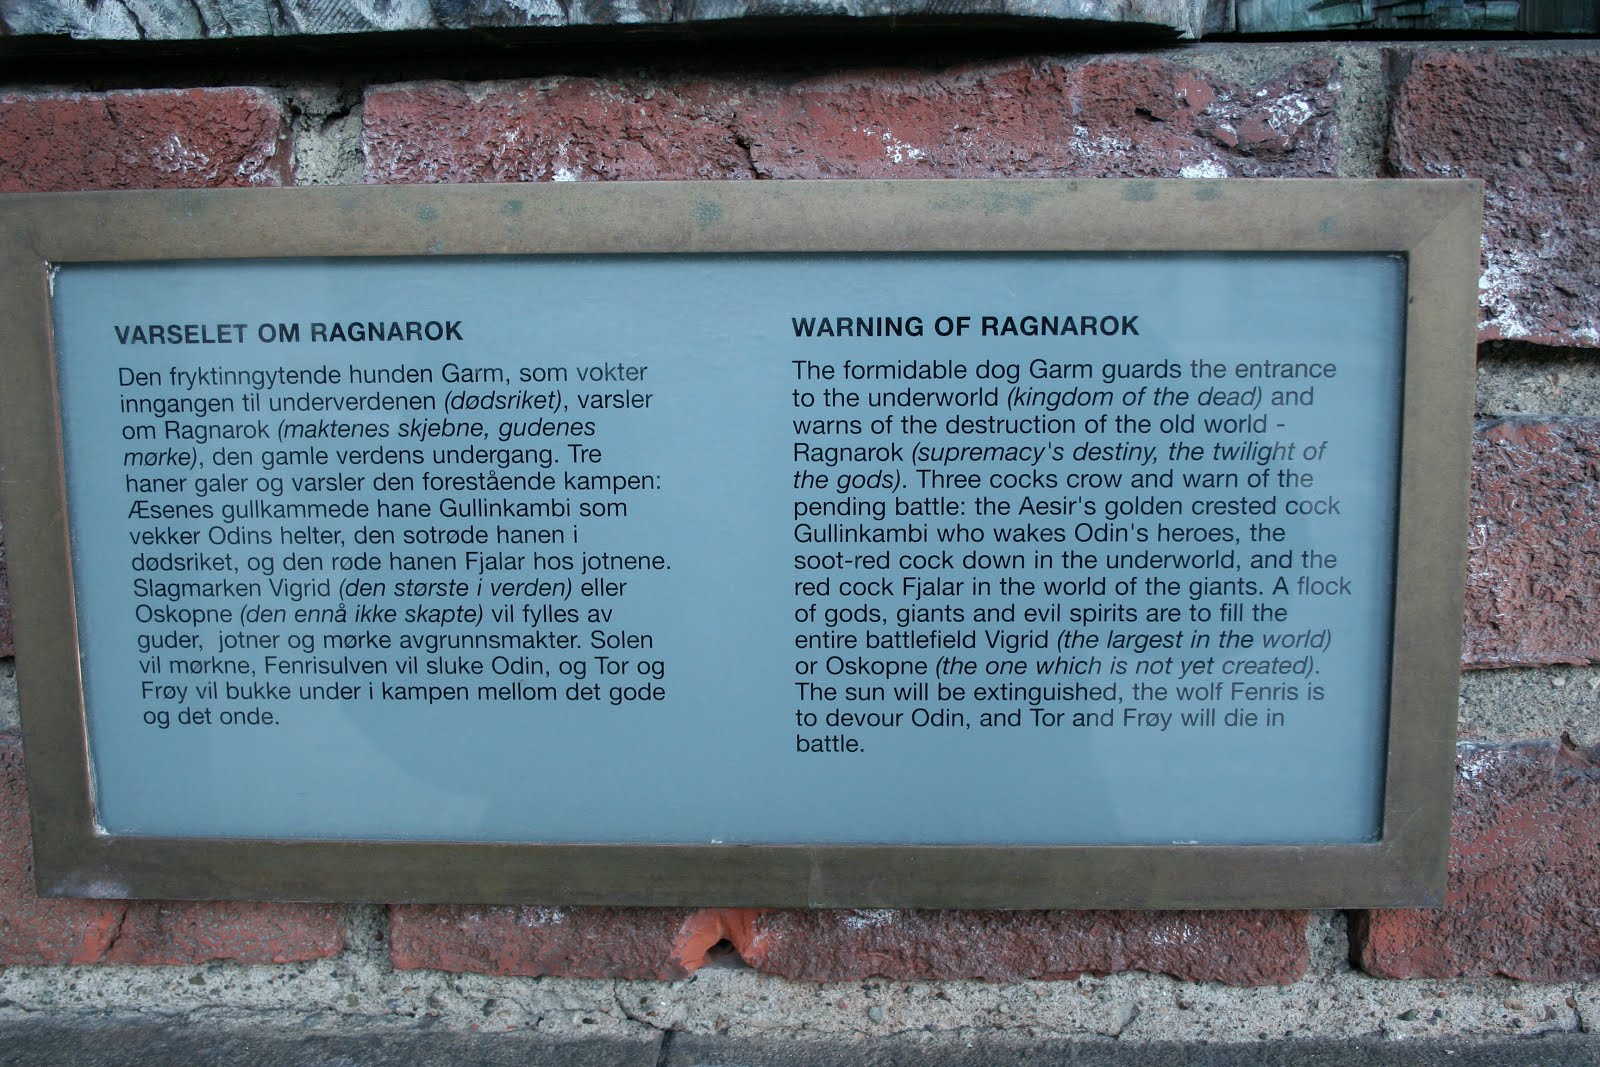 VARSELET OM RAGNAROK
Den fryktinngytende hunden Garm, som vokter
inngangen til underverdenen (dødsriket), varsler
om Ragnarok (maktenes skjebne, gudenes
mørke), den gamle verdens undergang. Tre
haner galer og varsler den forestående kampen:
Æsenes gullkammede hane Gullinkambi som
vekker Odins helter, den sotrøde hanen i
dødsriket, og den røde hanen Fjalar hos jotnene.
Slagmarken Vigrid (den største i verden) eller
Oskopne (den ennå ikke skapte) vil fylles av
guder, jotner og mørke avgrunnsmakter. Solen
vil mørkne, Fenrisulven vil sluke Odin, og Tor og
Frøy vil bukke under i kampen mellom det gode
og det onde.
WARNING OF RAGNAROK
The formidable dog Garm guards the entrance
to the underworld (kingdom of the dead) and
warns of the destruction of the old world -
Ragnarok (supremacy's destiny, the twilight of
the gods). Three cocks crow and warn of the
pending battle: the Aesir's golden crested cock
Gullinkambi who wakes Odin's heroes, the
soot-red cock down in the underworld, and the
red cock Fjalar in the world of the giants. A flock
of gods, giants and evil spirits are to fill the
entire battlefield Vigrid (the largest in the world)
or Oskopne (the one which is not yet created).
The sun will be extinguished, the wolf Fenris is
to devour Odin, and Tor and Frøy will die in
battle.